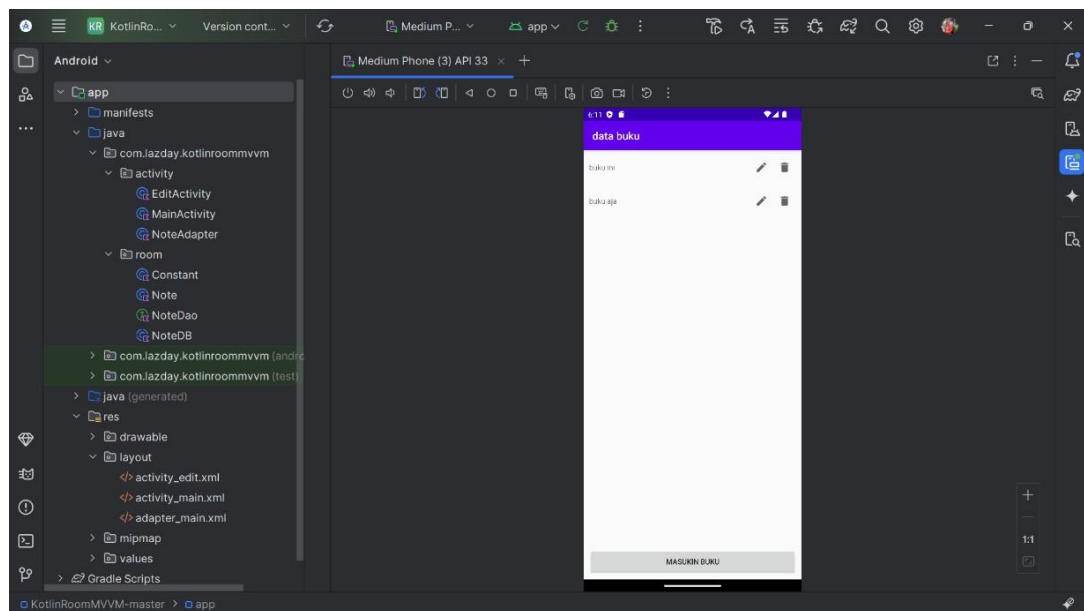 KR KotlinRo... Version cont... Medium P... app
Android
Medium Phone (3) API 33
app
manifests
java
com.lazday.kotlinroommvvm
activity
EditActivity
MainActivity
NoteAdapter
room
Constant
Note
NoteDao
NoteDB
com.lazday.kotlinroommvvm (andro
com.lazday.kotlinroommvvm (test)
java (generated)
res
drawable
layout
</> activity_edit.xml
</> activity_main.xml
</> adapter_main.xml
mipmap
values
Gradle Scripts
6:11
data buku
buku ini
buku aja
MASUKIN BUKU
1:1
KotlinRoomMVVM-master > app